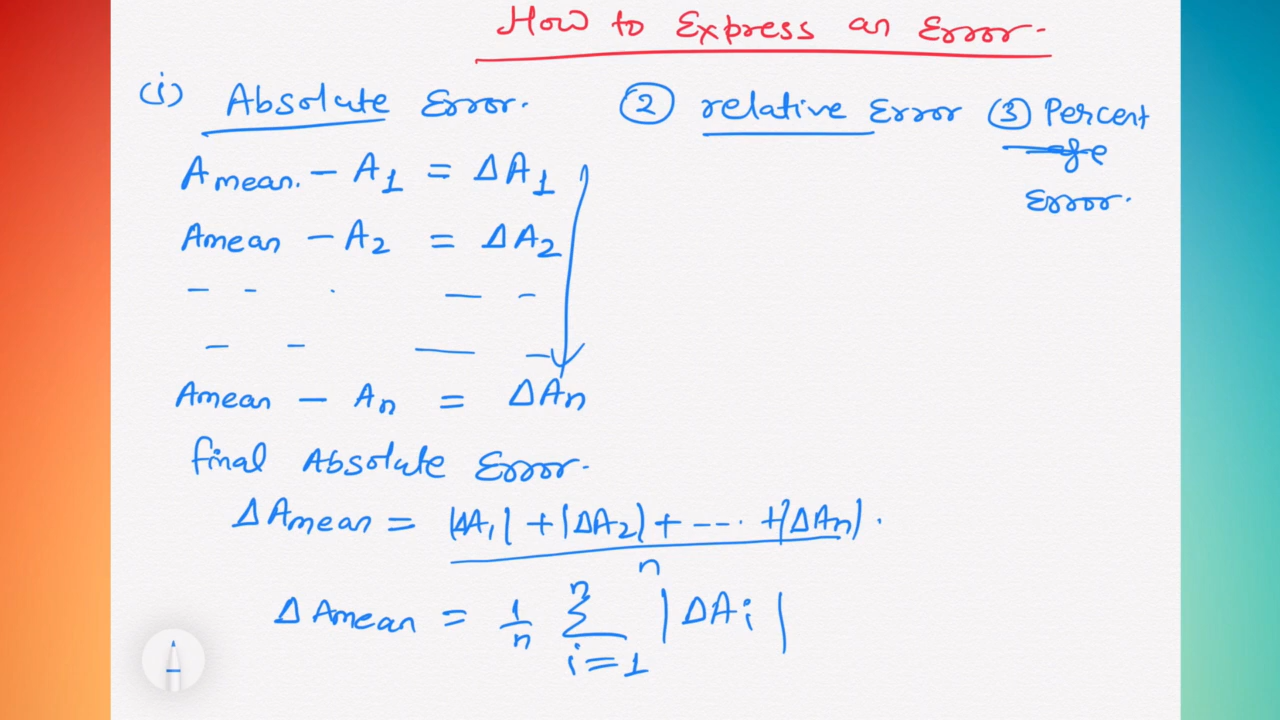 How to Express an Error.
(i) Absolute Error.
Amean. - A1 = ΔA1
Amean - A2 = ΔA2
- - . — -
- - — -
Amean - An = ΔAn
final Absolute Error.
ΔAmean = |ΔA1| + |ΔA2| + --- + |ΔAn| .
n
ΔAmean = 1/n n Σ i=1 |ΔAi|
② relative Error
③ Percent
age
Error.